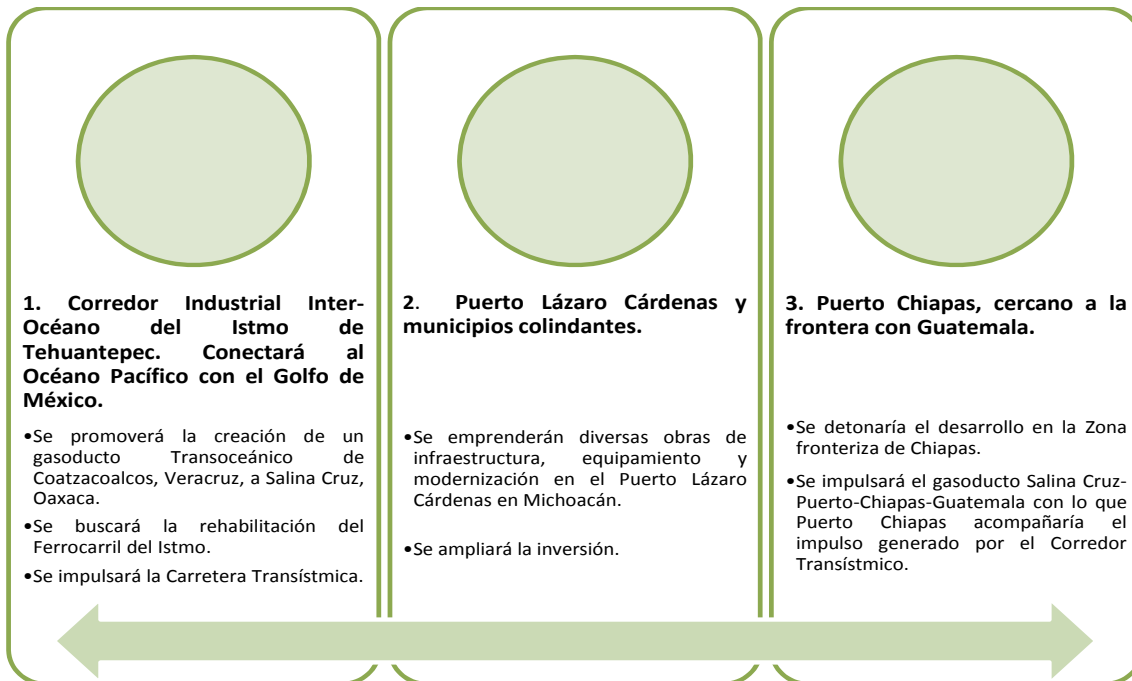 1. Corredor Industrial Inter-
Océano del Istmo de
Tehuantepec. Conectará al
Océano Pacífico con el Golfo de
México.
•Se promoverá la creación de un
gasoducto Transoceánico de
Coatzacoalcos, Veracruz, a Salina Cruz,
Oaxaca.
•Se buscará la rehabilitación del
Ferrocarril del Istmo.
•Se impulsará la Carretera Transístmica.
2. Puerto Lázaro Cárdenas y
municipios colindantes.
•Se emprenderán diversas obras de
infraestructura, equipamiento y
modernización en el Puerto Lázaro
Cárdenas en Michoacán.
•Se ampliará la inversión.
3. Puerto Chiapas, cercano a la
frontera con Guatemala.
•Se detonaría el desarrollo en la Zona
fronteriza de Chiapas.
•Se impulsará el gasoducto Salina Cruz-
Puerto-Chiapas-Guatemala con lo que
Puerto Chiapas acompañaría el
impulso generado por el Corredor
Transístmico.